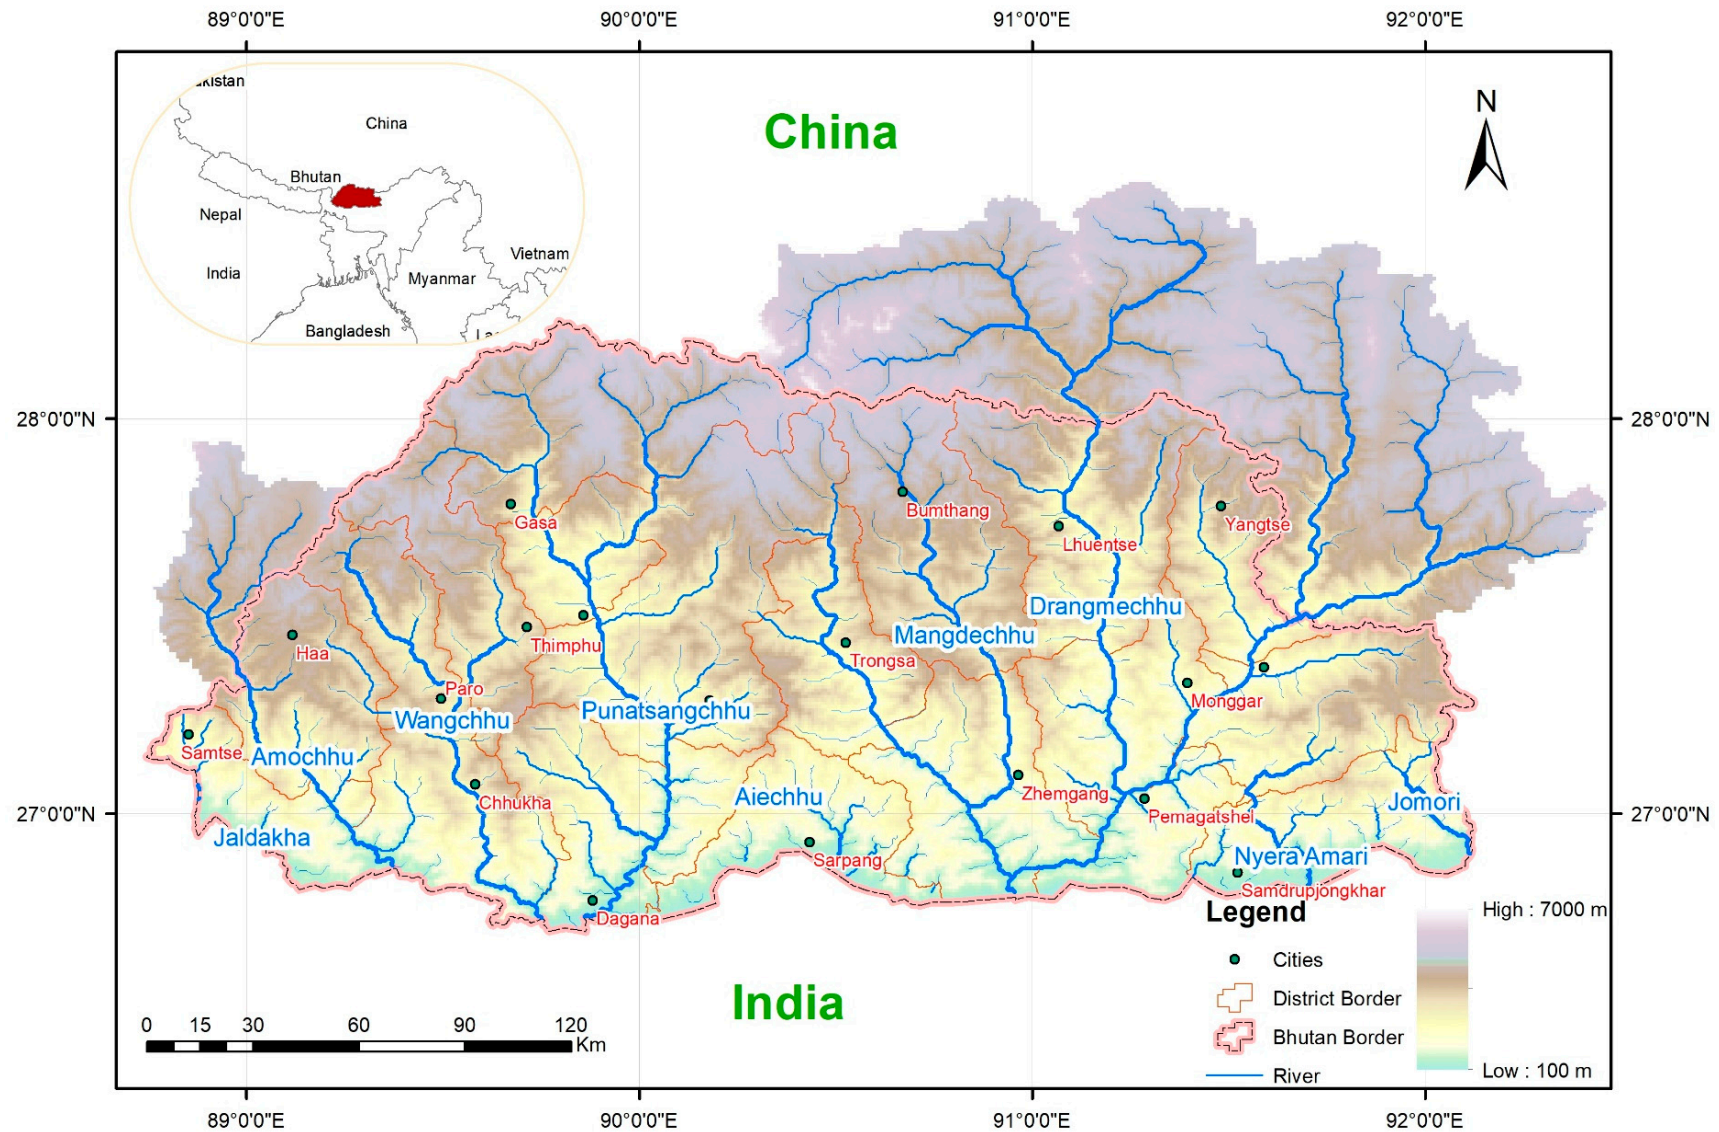 89°0'0"E
90°0'0"E
91°0'0"E
92°0'0"E
China
Bhutan
Nepal
India
Vietnam
Myanmar
Bangladesh
China
N
28°0'0"N
28°0'0"N
Gasa
Bumthang
Yangtse
Lhuentse
Drangmechhu
Mangdechhu
Thimphu
Haa
Trongsa
Paro
Monggar
Wangchhu
Punatsangchhu
Samtse
Amochhu
Chhukha
Aiechhu
Zhemgang
Jomori
27°0'0"N
27°0'0"N
Pemagatshel
Jaldakha
Sarpang
Nyera Amari
Samdrupjongkhar
Dagana
Legend
High : 7000 m
Cities
District Border
Bhutan Border
River
Low : 100 m
India
0 15 30 60 90 120
Km
89°0'0"E
90°0'0"E
91°0'0"E
92°0'0"E